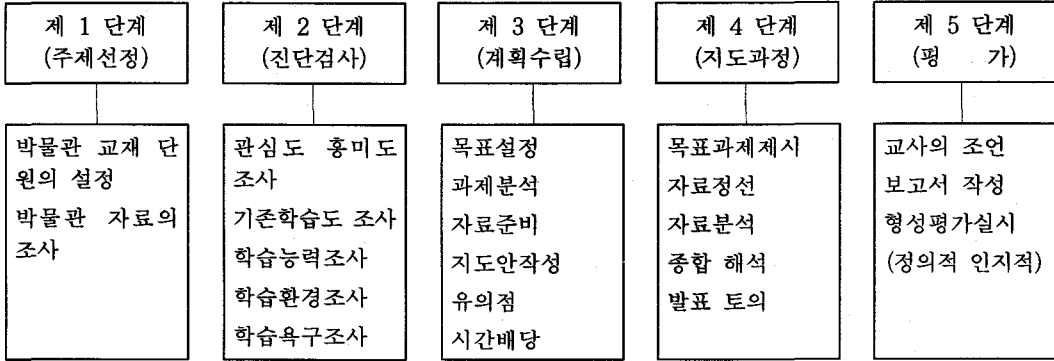 제 1 단계
(주제선정)
박물관 교재 단
원의 설정
박물관 자료의
조사
제 2 단계
(진단검사)
관심도 흥미도
조사
기존학습도 조사
학습능력조사
학습환경조사
학습욕구조사
제 3 단계
(계획수립)
목표설정
과제분석
자료준비
지도안작성
유의점
시간배당
제 4 단계
(지도과정)
목표과제제시
자료정선
자료분석
종합 해석
발표 토의
제 5 단계
(평 가)
교사의 조언
보고서 작성
형성평가실시
(정의적 인지적)